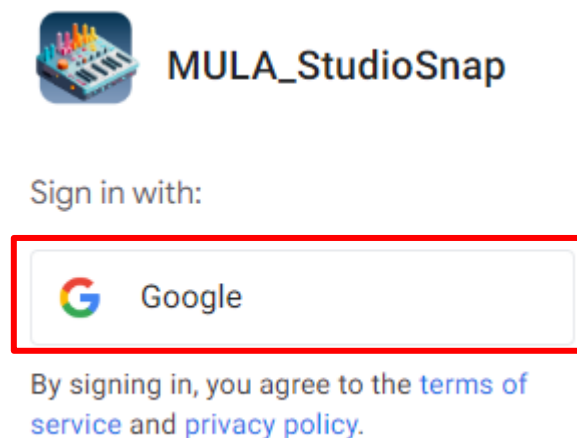 MULA_StudioSnap
Sign in with:
Google
By signing in, you agree to the terms of
service and privacy policy.